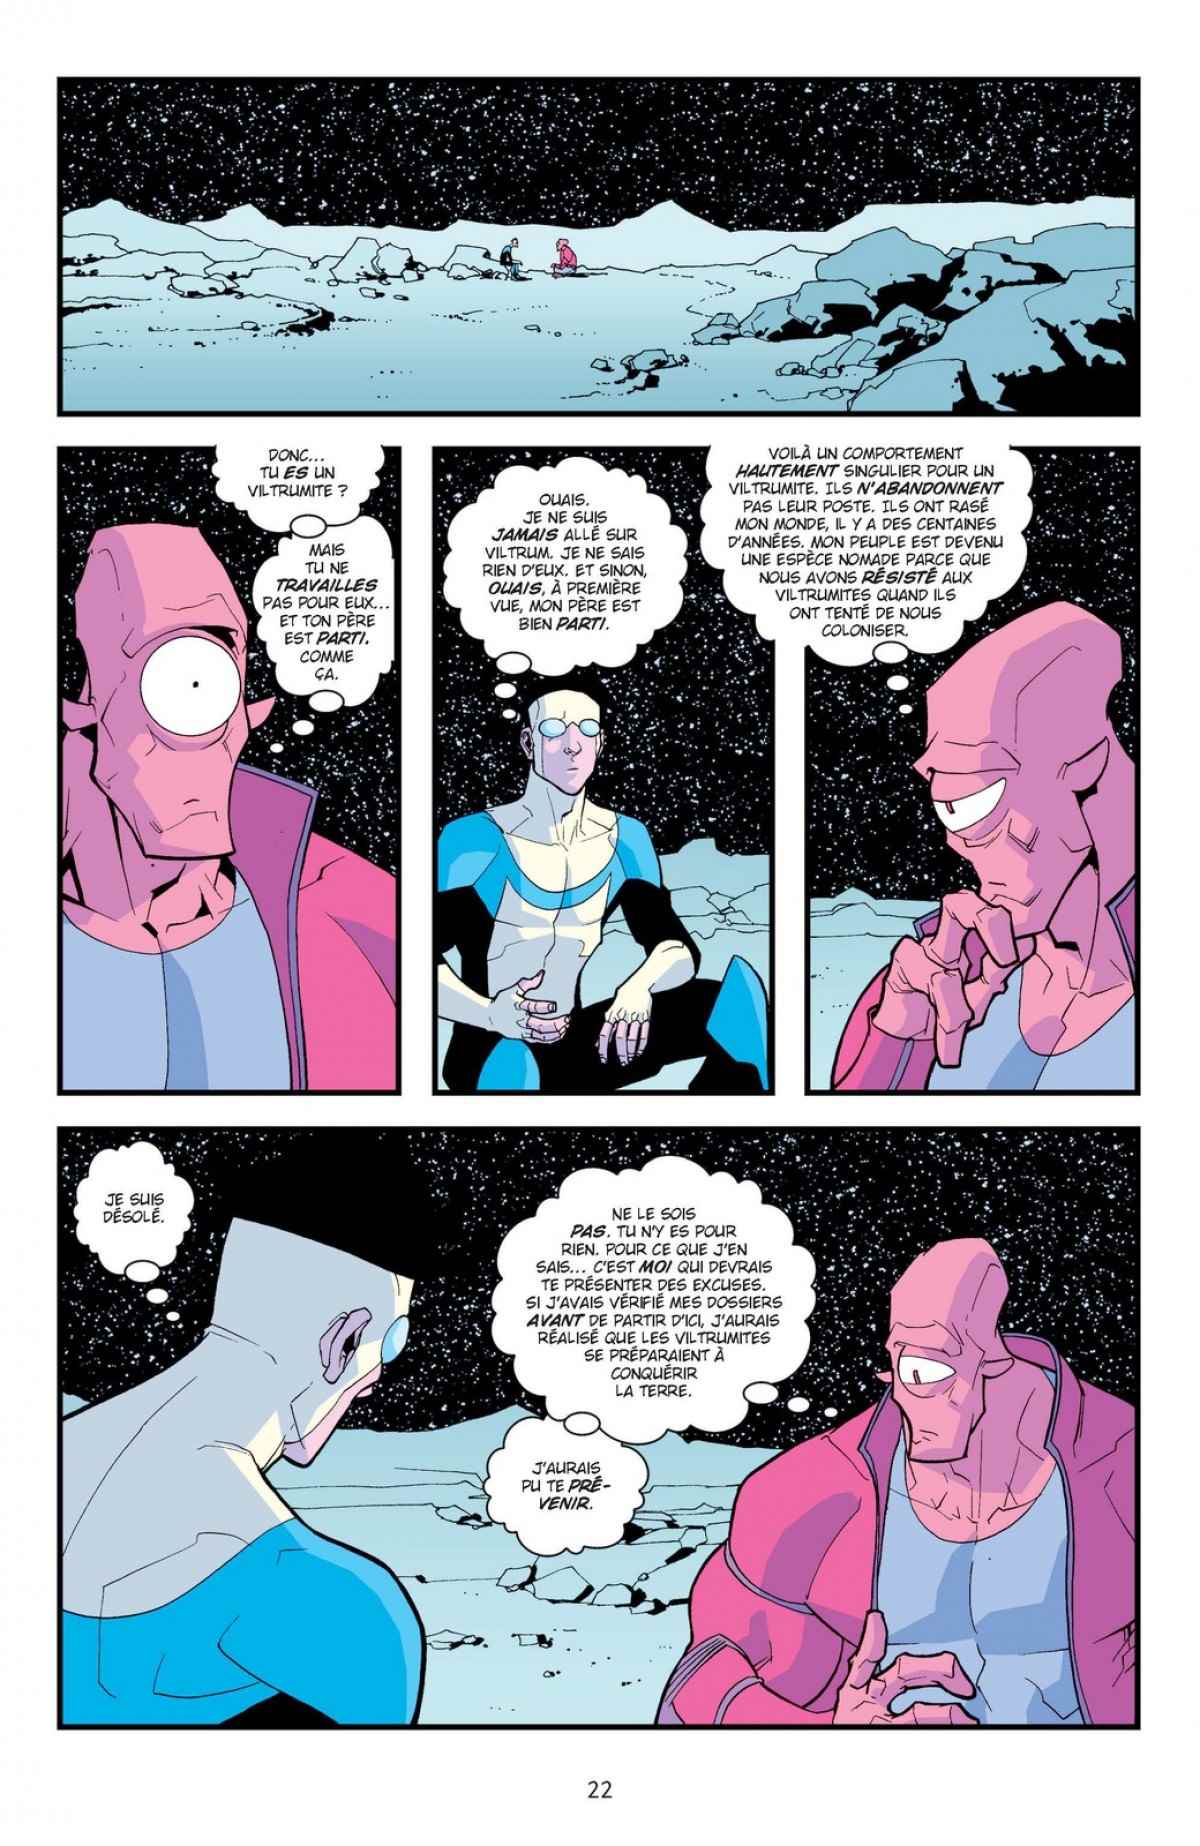 DONC...
TU ES UN
VILTRUMITE ?
MAIS
TU NE
TRAVAILLES
PAS POUR EUX...
ET TON PÈRE
EST PARTI.
COMME
ÇA.
OUAIS.
JE NE SUIS
JAMAIS ALLÉ SUR
VILTRUM. JE NE SAIS
RIEN D'EUX. ET SINON,
OUAIS, À PREMIÈRE
VUE, MON PÈRE EST
BIEN PARTI.
VOILÀ UN COMPORTEMENT
HAUTEMENT SINGULIER POUR UN
VILTRUMITE. ILS N'ABANDONNENT
PAS LEUR POSTE. ILS ONT RASÉ
MON MONDE, IL Y A DES CENTAINES
D'ANNÉES. MON PEUPLE EST DEVENU
UNE ESPÈCE NOMADE PARCE QUE
NOUS AVONS RÉSISTÉ AUX
VILTRUMITES QUAND ILS
ONT TENTÉ DE NOUS
COLONISER.
JE SUIS
DÉSOLÉ.
NE LE SOIS
PAS. TU N'Y ES POUR
RIEN. POUR CE QUE J'EN
SAIS... C'EST MOI QUI DEVRAIS
TE PRÉSENTER DES EXCUSES.
SI J'AVAIS VÉRIFIÉ MES DOSSIERS
AVANT DE PARTIR D'ICI, J'AURAIS
RÉALISÉ QUE LES VILTRUMITES
SE PRÉPARAIENT À
CONQUÉRIR
LA TERRE.
J'AURAIS
PU TE PRÉ-
VENIR.
22